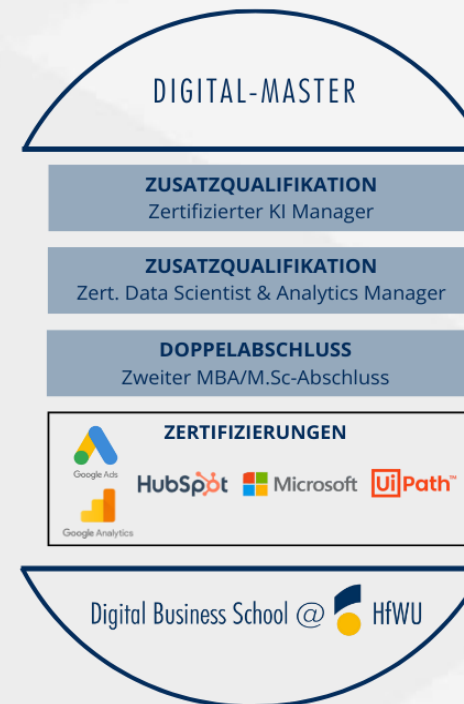 DIGITAL-MASTER
ZUSATZQUALIFIKATION
Zertifizierter KI Manager
ZUSATZQUALIFIKATION
Zert. Data Scientist & Analytics Manager
DOPPELABSCHLUSS
Zweiter MBA/M.Sc-Abschluss
ZERTIFIZIERUNGEN
Google Ads
HubSpot Microsoft UiPath™
Google Analytics
Digital Business School @ HfWU